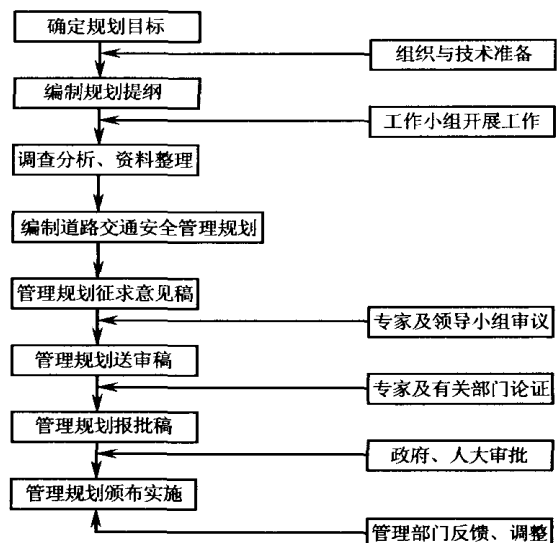 确定规划目标
组织与技术准备
编制规划提纲
工作小组开展工作
调查分析、资料整理
编制道路交通安全管理规划
管理规划征求意见稿
专家及领导小组审议
管理规划送审稿
专家及有关部门论证
管理规划报批稿
政府、人大审批
管理规划颁布实施
管理部门反馈、调整